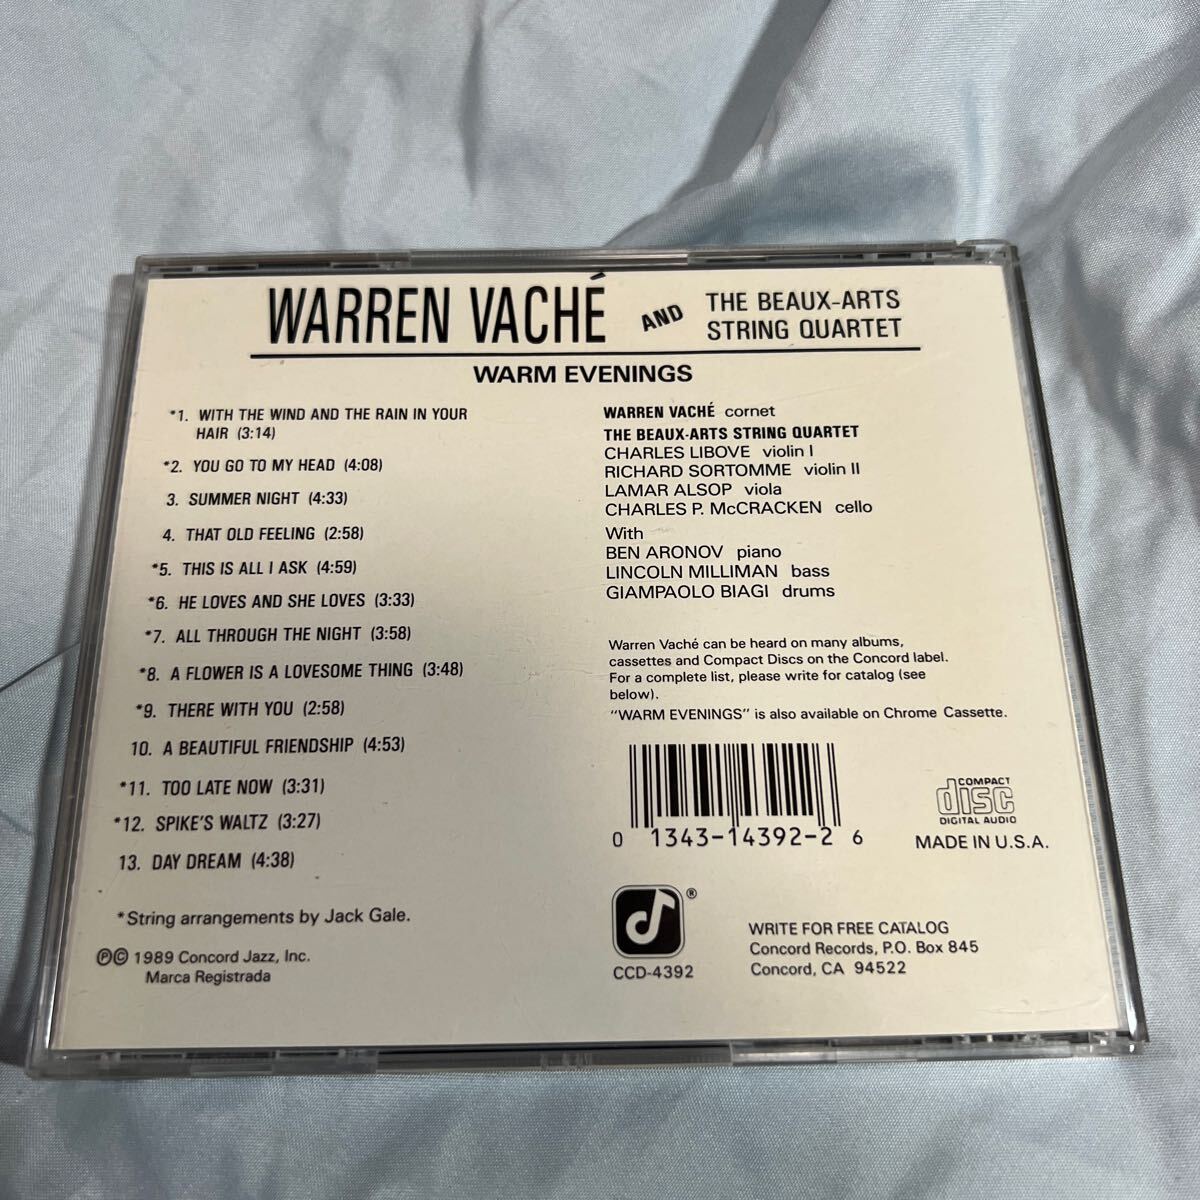 WARREN VACHÉ AND THE BEAUX-ARTS
STRING QUARTET
WARM EVENINGS
*1. WITH THE WIND AND THE RAIN IN YOUR
HAIR (3:14)
*2. YOU GO TO MY HEAD (4:08)
3. SUMMER NIGHT (4:33)
4. THAT OLD FEELING (2:58)
*5. THIS IS ALL I ASK (4:59)
*6. HE LOVES AND SHE LOVES (3:33)
*7. ALL THROUGH THE NIGHT (3:58)
*8. A FLOWER IS A LOVESOME THING (3:48)
*9. THERE WITH YOU (2:58)
10. A BEAUTIFUL FRIENDSHIP (4:53)
*11. TOO LATE NOW (3:31)
*12. SPIKE'S WALTZ (3:27)
13. DAY DREAM (4:38)
*String arrangements by Jack Gale.
℗© 1989 Concord Jazz, Inc.
Marca Registrada
WARREN VACHÉ cornet
THE BEAUX-ARTS STRING QUARTET
CHARLES LIBOVE violin I
RICHARD SORTOMME violin II
LAMAR ALSOP viola
CHARLES P. McCRACKEN cello
With
BEN ARONOV piano
LINCOLN MILLIMAN bass
GIAMPAOLO BIAGI drums
Warren Vaché can be heard on many albums,
cassettes and Compact Discs on the Concord label.
For a complete list, please write for catalog (see
below).
"WARM EVENINGS" is also available on Chrome Cassette.
0 1343-14392-2 6
COMPACT
disc
DIGITAL AUDIO
MADE IN U.S.A.
®
CCD-4392
WRITE FOR FREE CATALOG
Concord Records, P.O. Box 845
Concord, CA 94522